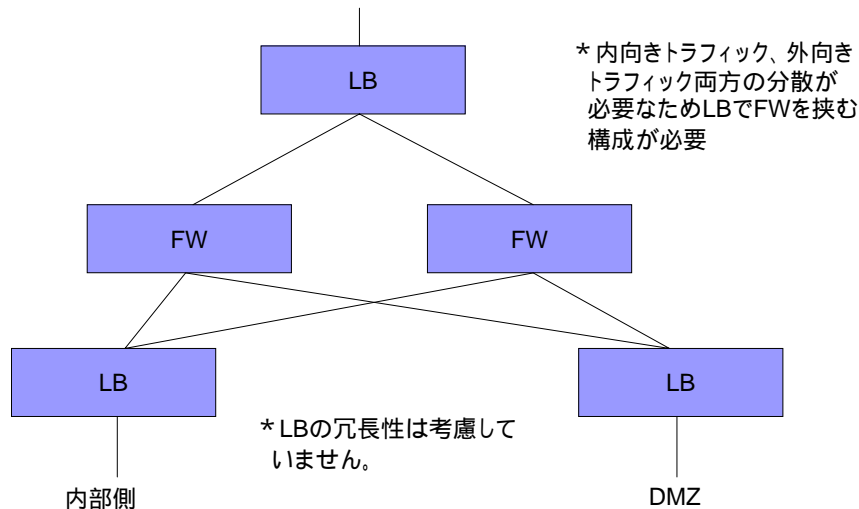 LB
*内向きトラフィック、外向き
トラフィック両方の分散が
必要なためLBでFWを挟む
構成が必要
FW
FW
LB
LB
*LBの冗長性は考慮して
いません。
内部側
DMZ